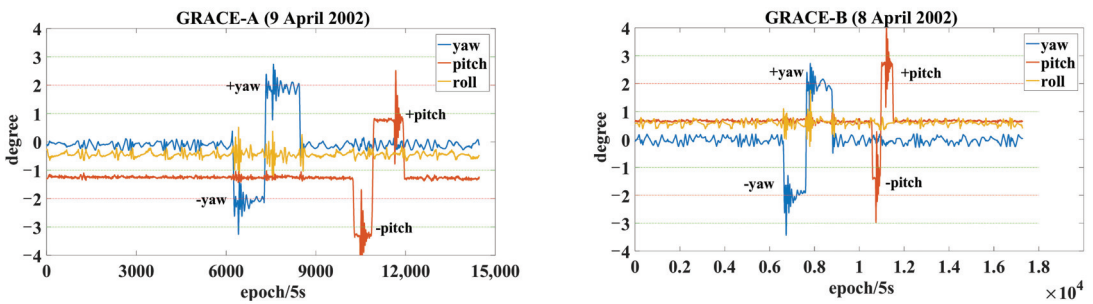 GRACE-A (9 April 2002)
degree
4
3
2
1
0
−1
−2
−3
−4
yaw
pitch
roll
+yaw
+pitch
-yaw
-pitch
0 3000 6000 9000 12,000 15,000
epoch/5s
GRACE-B (8 April 2002)
degree
4
3
2
1
0
−1
−2
−3
−4
yaw
pitch
roll
+yaw
+pitch
-yaw
-pitch
0 0.2 0.4 0.6 0.8 1.0 1.2 1.4 1.6 1.8
epoch/5s
×10⁴